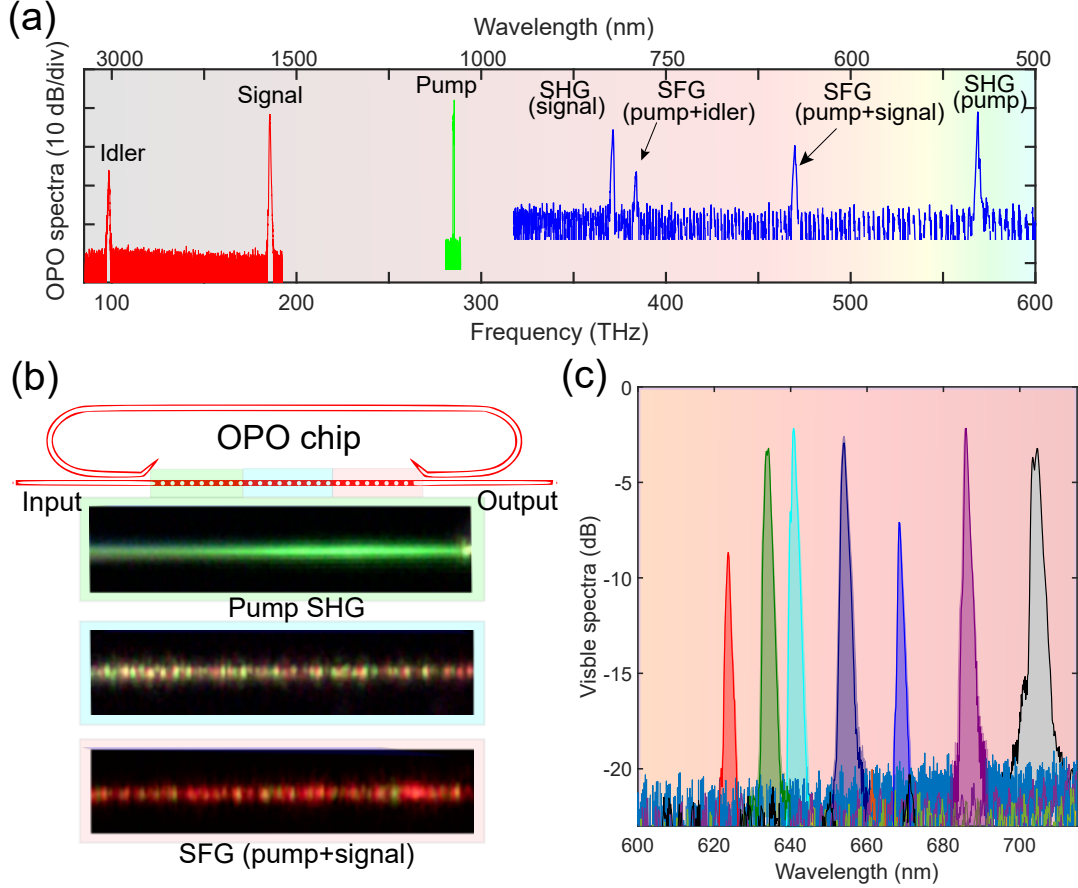 (a)
Wavelength (nm)
3000 1500 1000 750 600 500
OPO spectra (10 dB/div)
Idler
Signal
Pump
SHG
(signal)
SFG
(pump+idler)
SFG
(pump+signal)
SHG
(pump)
100 200 300 400 500 600
Frequency (THz)
(b)
OPO chip
Input
Output
Pump SHG
SFG (pump+signal)
(c)
Visble spectra (dB)
0
-5
-10
-15
-20
600 620 640 660 680 700
Wavelength (nm)